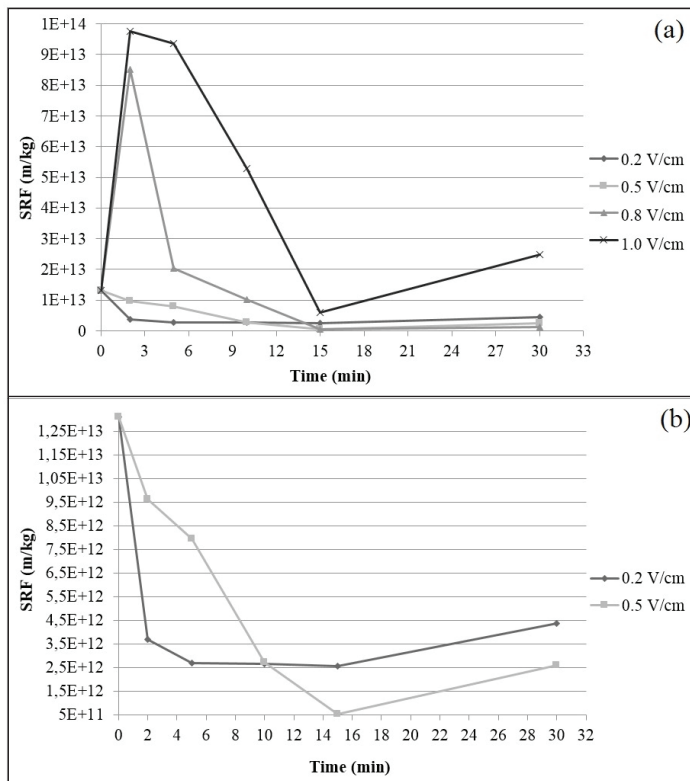 (a)
1E+14
9E+13
8E+13
7E+13
6E+13
5E+13
4E+13
3E+13
2E+13
1E+13
0
SRF (m/kg)
0 3 6 9 12 15 18 21 24 27 30 33
Time (min)
0.2 V/cm
0.5 V/cm
0.8 V/cm
1.0 V/cm
(b)
1,25E+13
1,15E+13
1,05E+13
9,5E+12
8,5E+12
7,5E+12
6,5E+12
5,5E+12
4,5E+12
3,5E+12
2,5E+12
1,5E+12
5E+11
SRF (m/kg)
0 2 4 6 8 10 12 14 16 18 20 22 24 26 28 30 32
Time (min)
0.2 V/cm
0.5 V/cm